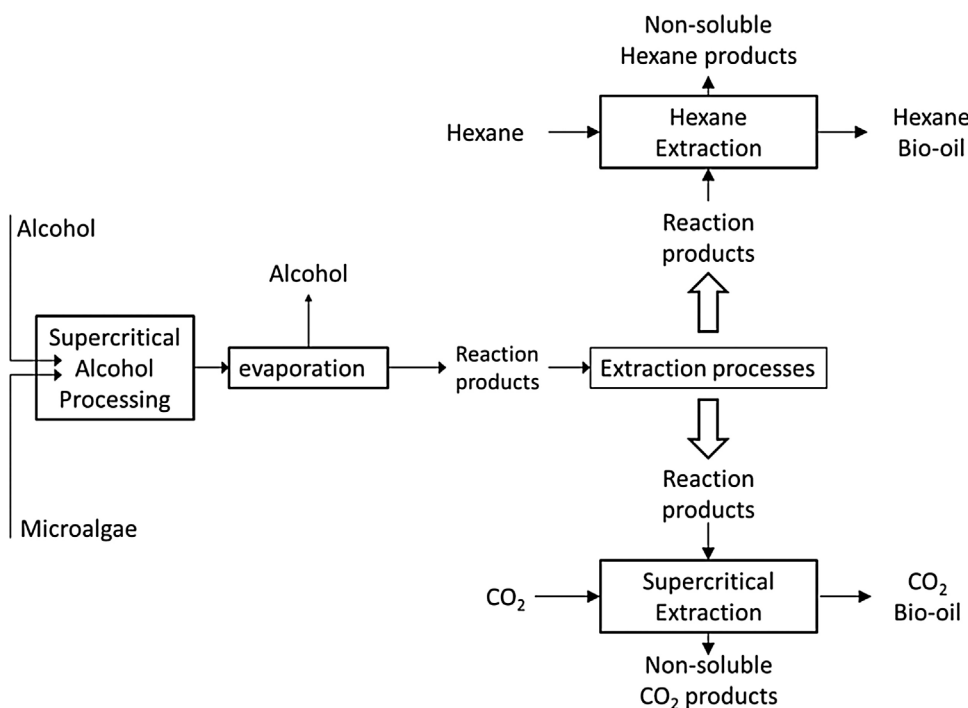 Non-soluble
Hexane products
Hexane
Hexane
Extraction
Hexane
Bio-oil
Reaction
products
Alcohol
Alcohol
Supercritical
Alcohol
Processing
evaporation
Reaction
products
Extraction processes
Reaction
products
Microalgae
CO₂
Supercritical
Extraction
CO₂
Bio-oil
Non-soluble
CO₂ products